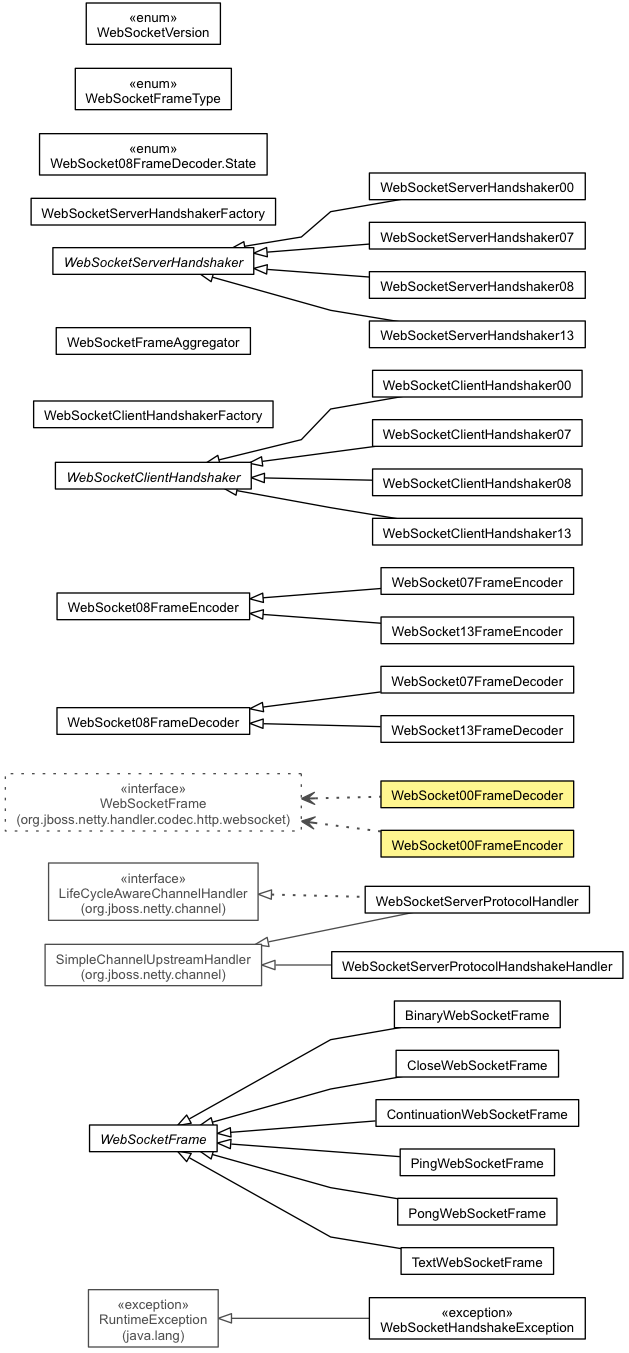 «enum»
WebSocketVersion
«enum»
WebSocketFrameType
«enum»
WebSocket08FrameDecoder.State
WebSocketServerHandshakerFactory
WebSocketServerHandshaker00
WebSocketServerHandshaker07
WebSocketServerHandshaker
WebSocketServerHandshaker08
WebSocketServerHandshaker13
WebSocketFrameAggregator
WebSocketClientHandshaker00
WebSocketClientHandshakerFactory
WebSocketClientHandshaker07
WebSocketClientHandshaker
WebSocketClientHandshaker08
WebSocketClientHandshaker13
WebSocket07FrameEncoder
WebSocket08FrameEncoder
WebSocket13FrameEncoder
WebSocket07FrameDecoder
WebSocket08FrameDecoder
WebSocket13FrameDecoder
«interface»
WebSocketFrame
(org.jboss.netty.handler.codec.http.websocket)
WebSocket00FrameDecoder
WebSocket00FrameEncoder
«interface»
LifeCycleAwareChannelHandler
(org.jboss.netty.channel)
WebSocketServerProtocolHandler
SimpleChannelUpstreamHandler
(org.jboss.netty.channel)
WebSocketServerProtocolHandshakeHandler
BinaryWebSocketFrame
CloseWebSocketFrame
ContinuationWebSocketFrame
WebSocketFrame
PingWebSocketFrame
PongWebSocketFrame
TextWebSocketFrame
«exception»
RuntimeException
(java.lang)
«exception»
WebSocketHandshakeException